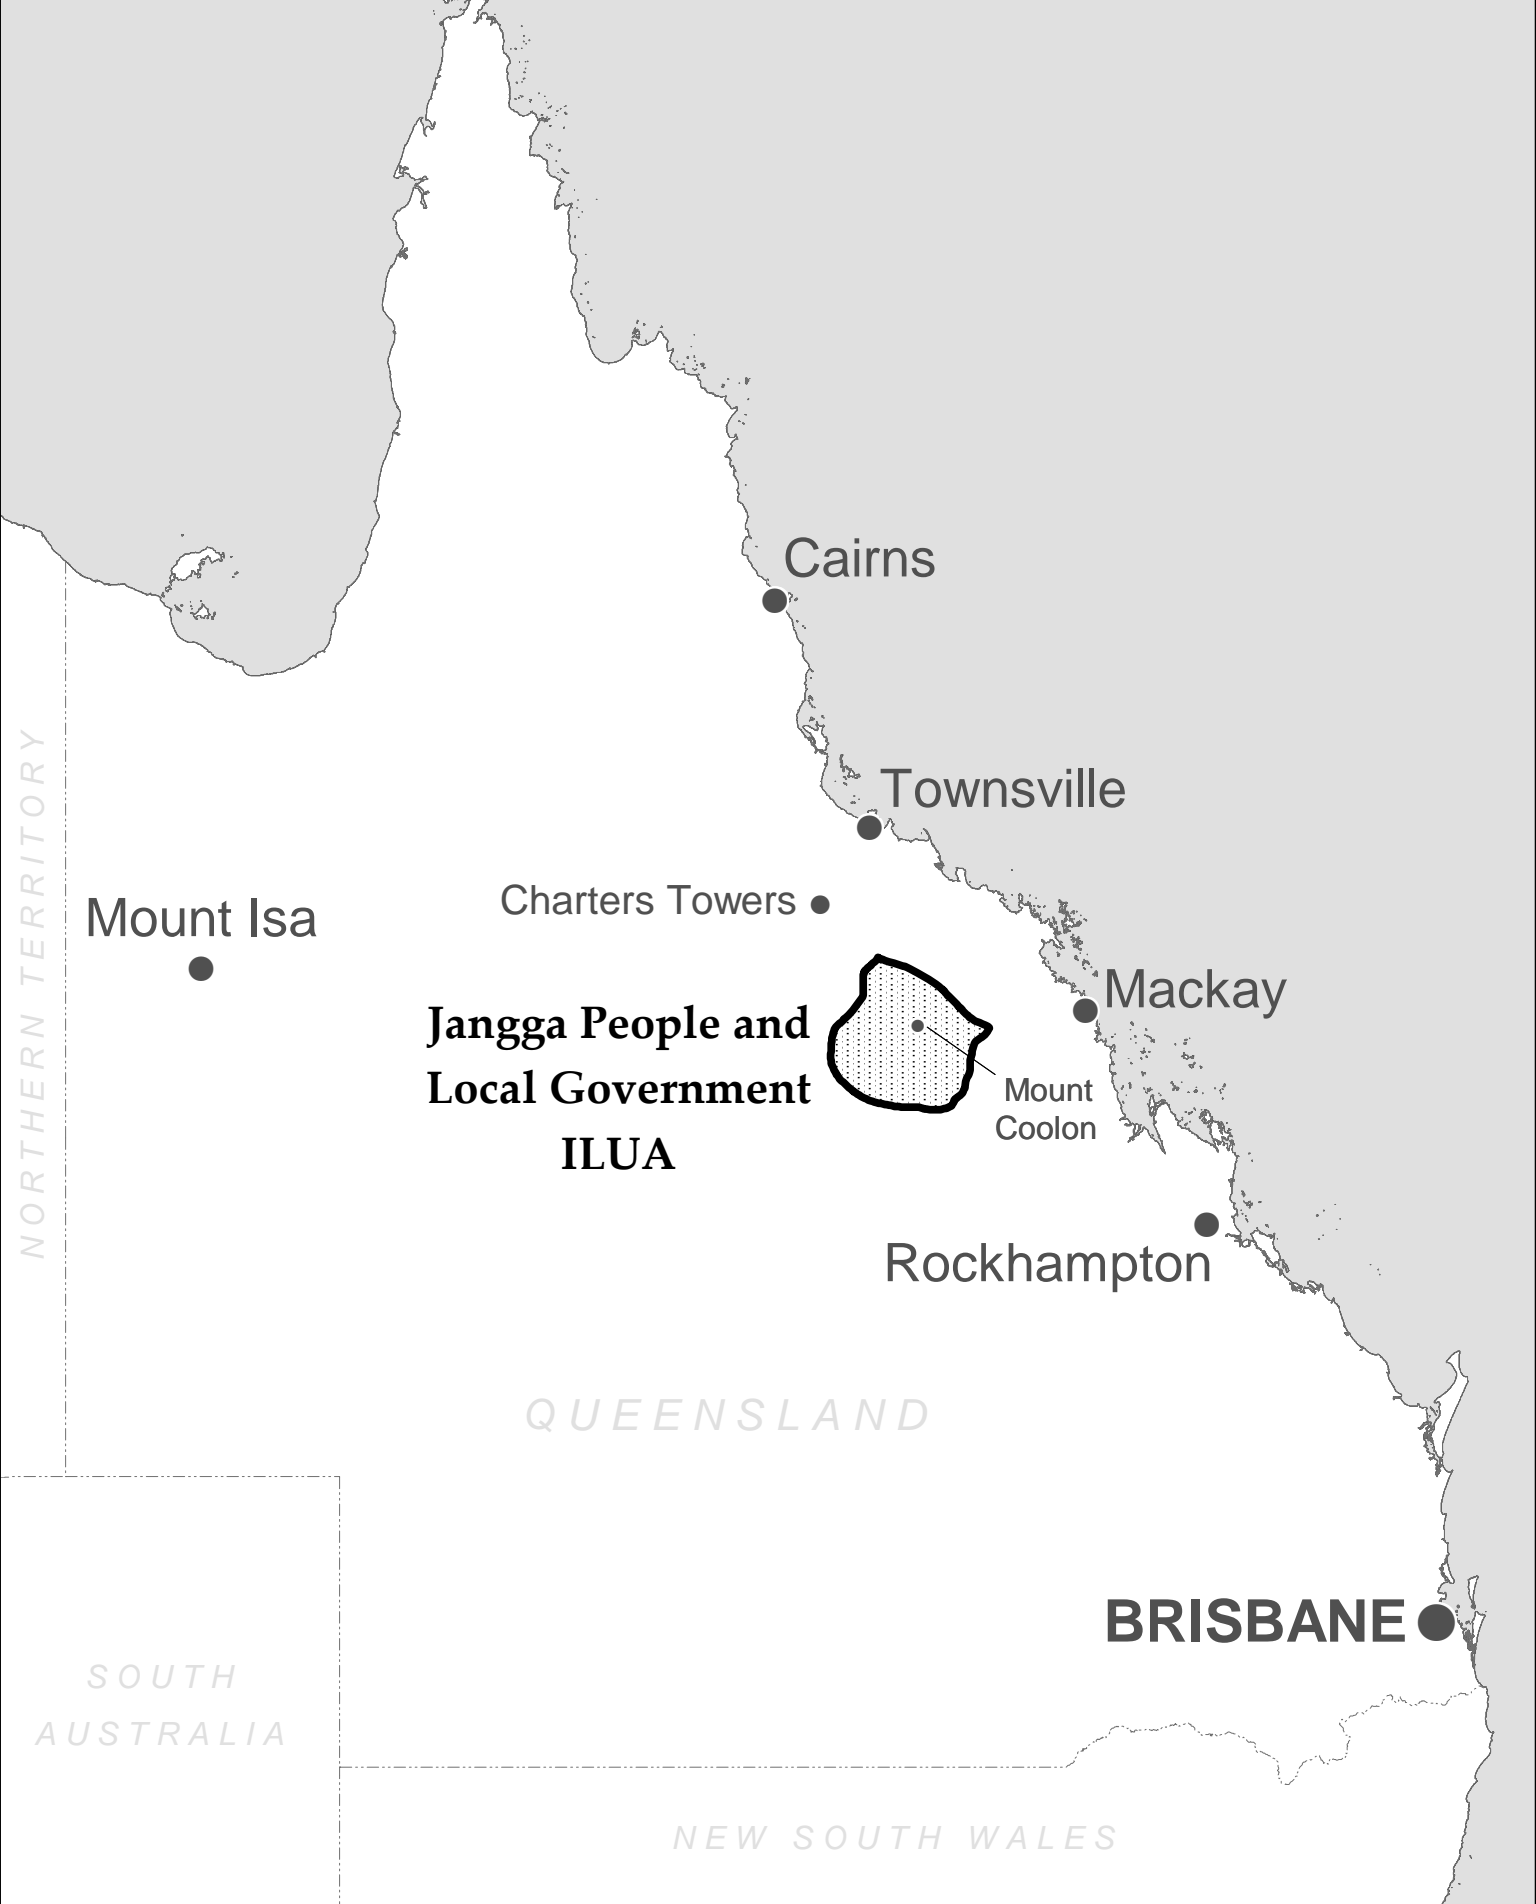 Cairns
Townsville
NORTHERN TERRITORY
Charters Towers
Mount Isa
Mackay
Jangga People and
Local Government
ILUA
Mount
Coolon
Rockhampton
QUEENSLAND
BRISBANE
SOUTH
AUSTRALIA
NEW SOUTH WALES